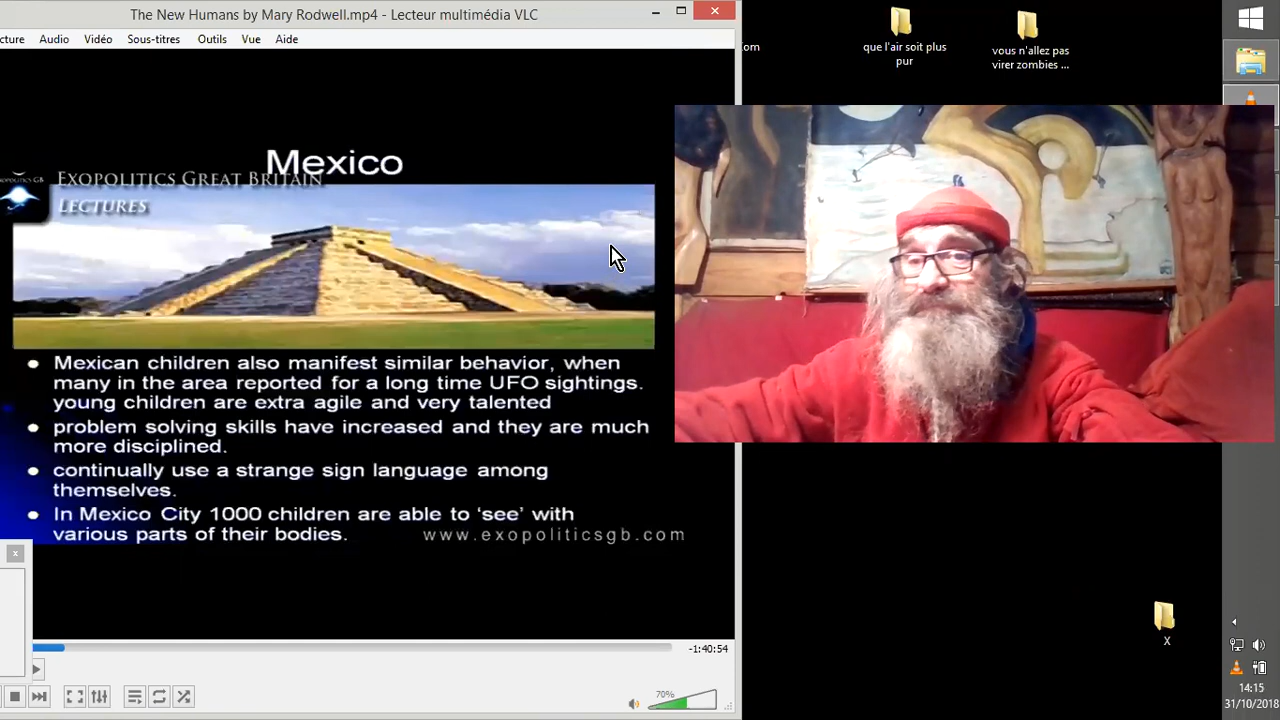 The New Humans by Mary Rodwell.mp4 - Lecteur multimédia VLC
cture Audio Vidéo Sous-titres Outils Vue Aide
Mexico
EXOPOLITICS GREAT BRITAIN
LECTURES
Mexican children also manifest similar behavior, when
many in the area reported for a long time UFO sightings.
young children are extra agile and very talented
problem solving skills have increased and they are much
more disciplined.
continually use a strange sign language among
themselves.
In Mexico City 1000 children are able to ‘see’ with
various parts of their bodies.
www.exopoliticsgb.com
-1:40:54
70%
om
que l'air soit plus
pur
vous n'allez pas
virer zombies ...
X
14:15
31/10/2018